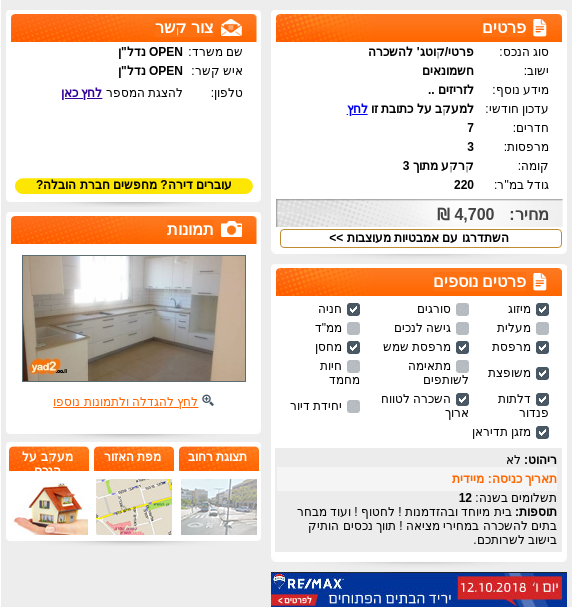 פרטים
סוג הנכס: פרטי/קוטג' להשכרה
ישוב: חשמונאים
מידע נוסף: לזריזים ..
עדכון חודשי: למעקב על כתובת זו לחץ
חדרים: 7
מרפסות: 3
קומה: קרקע מתוך 3
גודל במ"ר: 220
מחיר: 4,700 ₪
השתדרגו עם אמבטיות מעוצבות >>
פרטים נוספים
מיזוג סורגים חניה
מעלית גישה לנכים ממ"ד
מרפסת מרפסת שמש מחסן
משופצת מתאימה לשותפים חיות מחמד
דלתות פנדור השכרה לטווח ארוך יחידת דיור
מזגן תדיראן
ריהוט: לא
תאריך כניסה: מיידית
תשלומים בשנה: 12
תוספות: בית מיוחד ובהזדמנות ! לחטוף ! ועוד מבחר
בתים להשכרה במחירי מציאה ! תווך נכסים הותיק
בישוב לשרותכם.
RE/MAX יריד הבתים הפתוחים יום ו' 12.10.2018
לפרטים >
צור קשר
שם משרד: OPEN נדל"ן
איש קשר: OPEN נדל"ן
טלפון: להצגת המספר לחץ כאן
עוברים דירה? מחפשים חברת הובלה?
תמונות
yad2.co.il
לחץ להגדלה ולתמונות נוספו
תצוגת רחוב
מפת האזור
מעקב על
הנכס